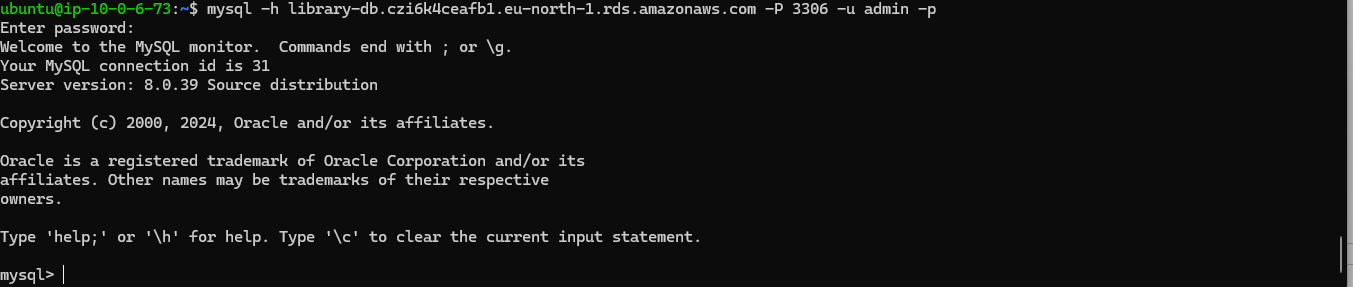 ubuntu@ip-10-0-6-73:~$ mysql -h library-db.czi6k4ceafb1.eu-north-1.rds.amazonaws.com -P 3306 -u admin -p
Enter password:
Welcome to the MySQL monitor.  Commands end with ; or \g.
Your MySQL connection id is 31
Server version: 8.0.39 Source distribution

Copyright (c) 2000, 2024, Oracle and/or its affiliates.

Oracle is a registered trademark of Oracle Corporation and/or its
affiliates. Other names may be trademarks of their respective
owners.

Type 'help;' or '\h' for help. Type '\c' to clear the current input statement.

mysql>